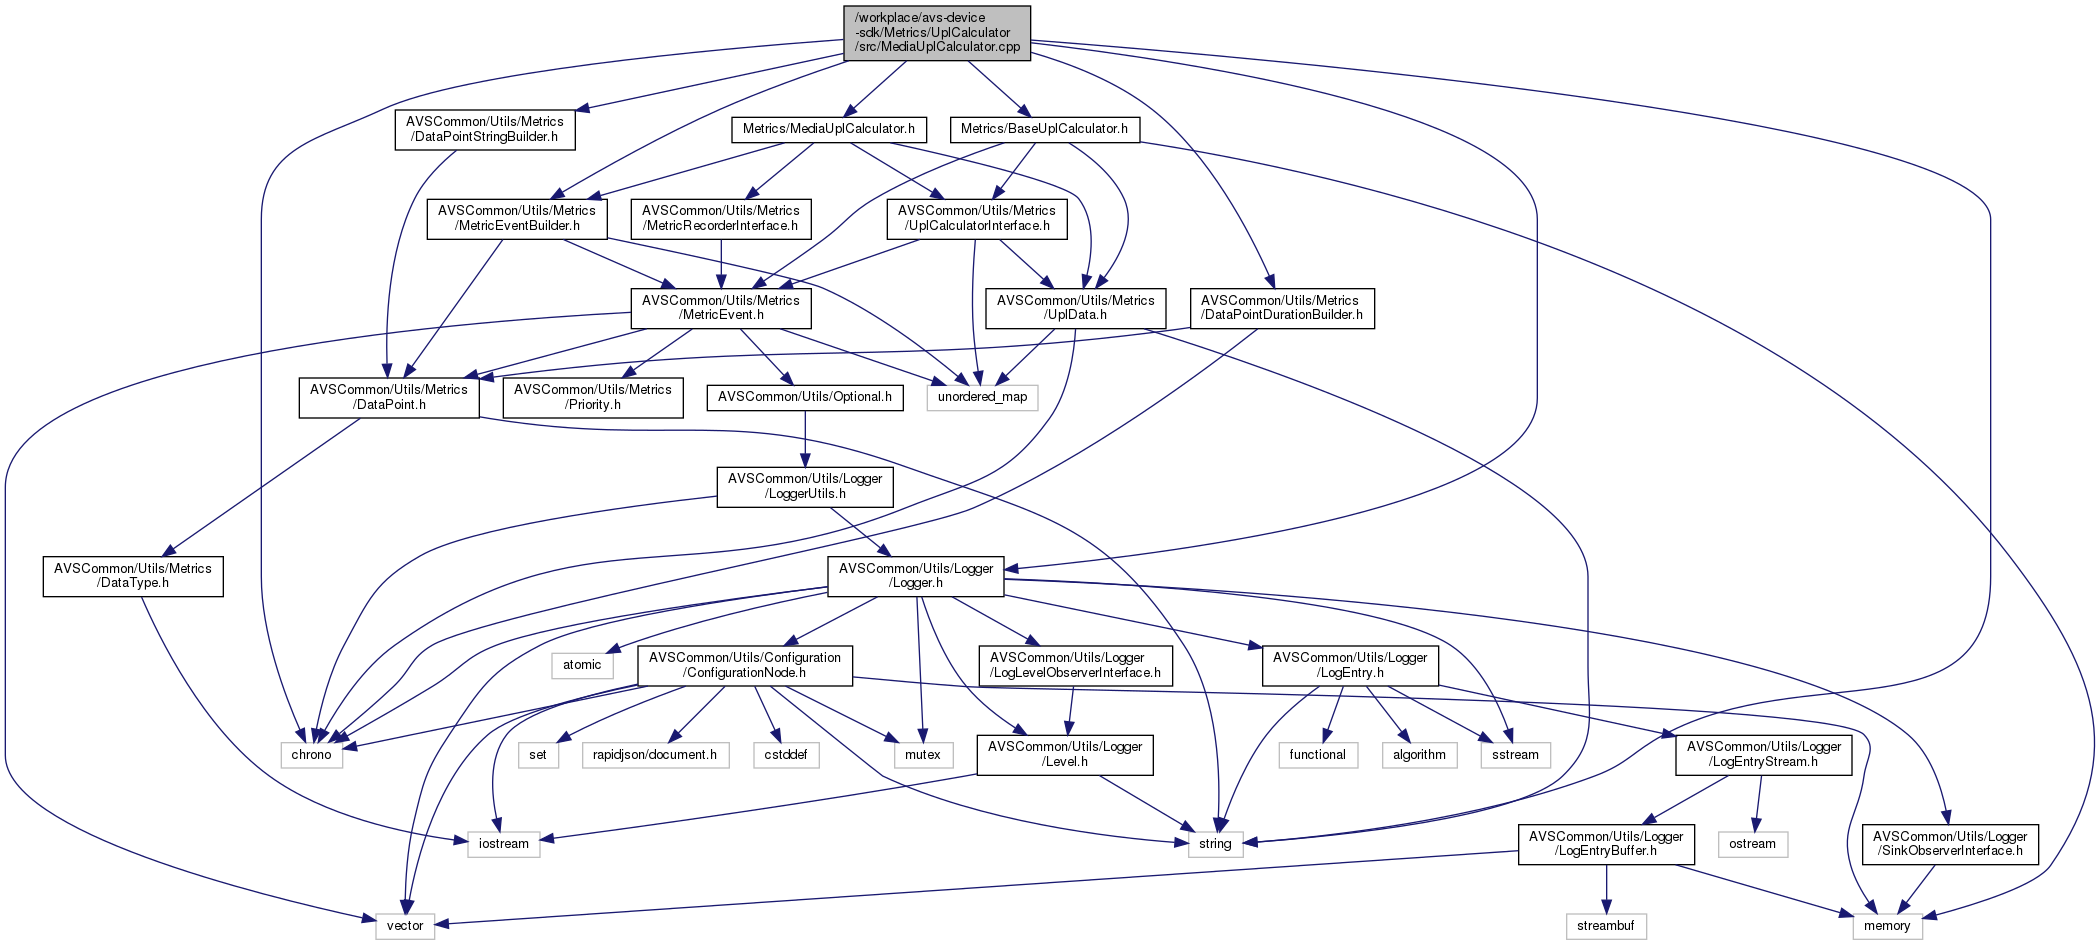 /workplace/avs-device
-sdk/Metrics/UplCalculator
/src/MediaUplCalculator.cpp
AVSCommon/Utils/Metrics
/DataPointStringBuilder.h
Metrics/MediaUplCalculator.h
Metrics/BaseUplCalculator.h
AVSCommon/Utils/Metrics
/MetricEventBuilder.h
AVSCommon/Utils/Metrics
/MetricRecorderInterface.h
AVSCommon/Utils/Metrics
/UplCalculatorInterface.h
AVSCommon/Utils/Metrics
/MetricEvent.h
AVSCommon/Utils/Metrics
/UplData.h
AVSCommon/Utils/Metrics
/DataPointDurationBuilder.h
AVSCommon/Utils/Metrics
/DataPoint.h
AVSCommon/Utils/Metrics
/Priority.h
AVSCommon/Utils/Optional.h
unordered_map
AVSCommon/Utils/Logger
/LoggerUtils.h
AVSCommon/Utils/Metrics
/DataType.h
AVSCommon/Utils/Logger
/Logger.h
atomic
AVSCommon/Utils/Configuration
/ConfigurationNode.h
AVSCommon/Utils/Logger
/LogLevelObserverInterface.h
AVSCommon/Utils/Logger
/LogEntry.h
chrono
set
rapidjson/document.h
cstddef
mutex
AVSCommon/Utils/Logger
/Level.h
functional
algorithm
sstream
AVSCommon/Utils/Logger
/LogEntryStream.h
iostream
string
AVSCommon/Utils/Logger
/LogEntryBuffer.h
ostream
AVSCommon/Utils/Logger
/SinkObserverInterface.h
vector
streambuf
memory